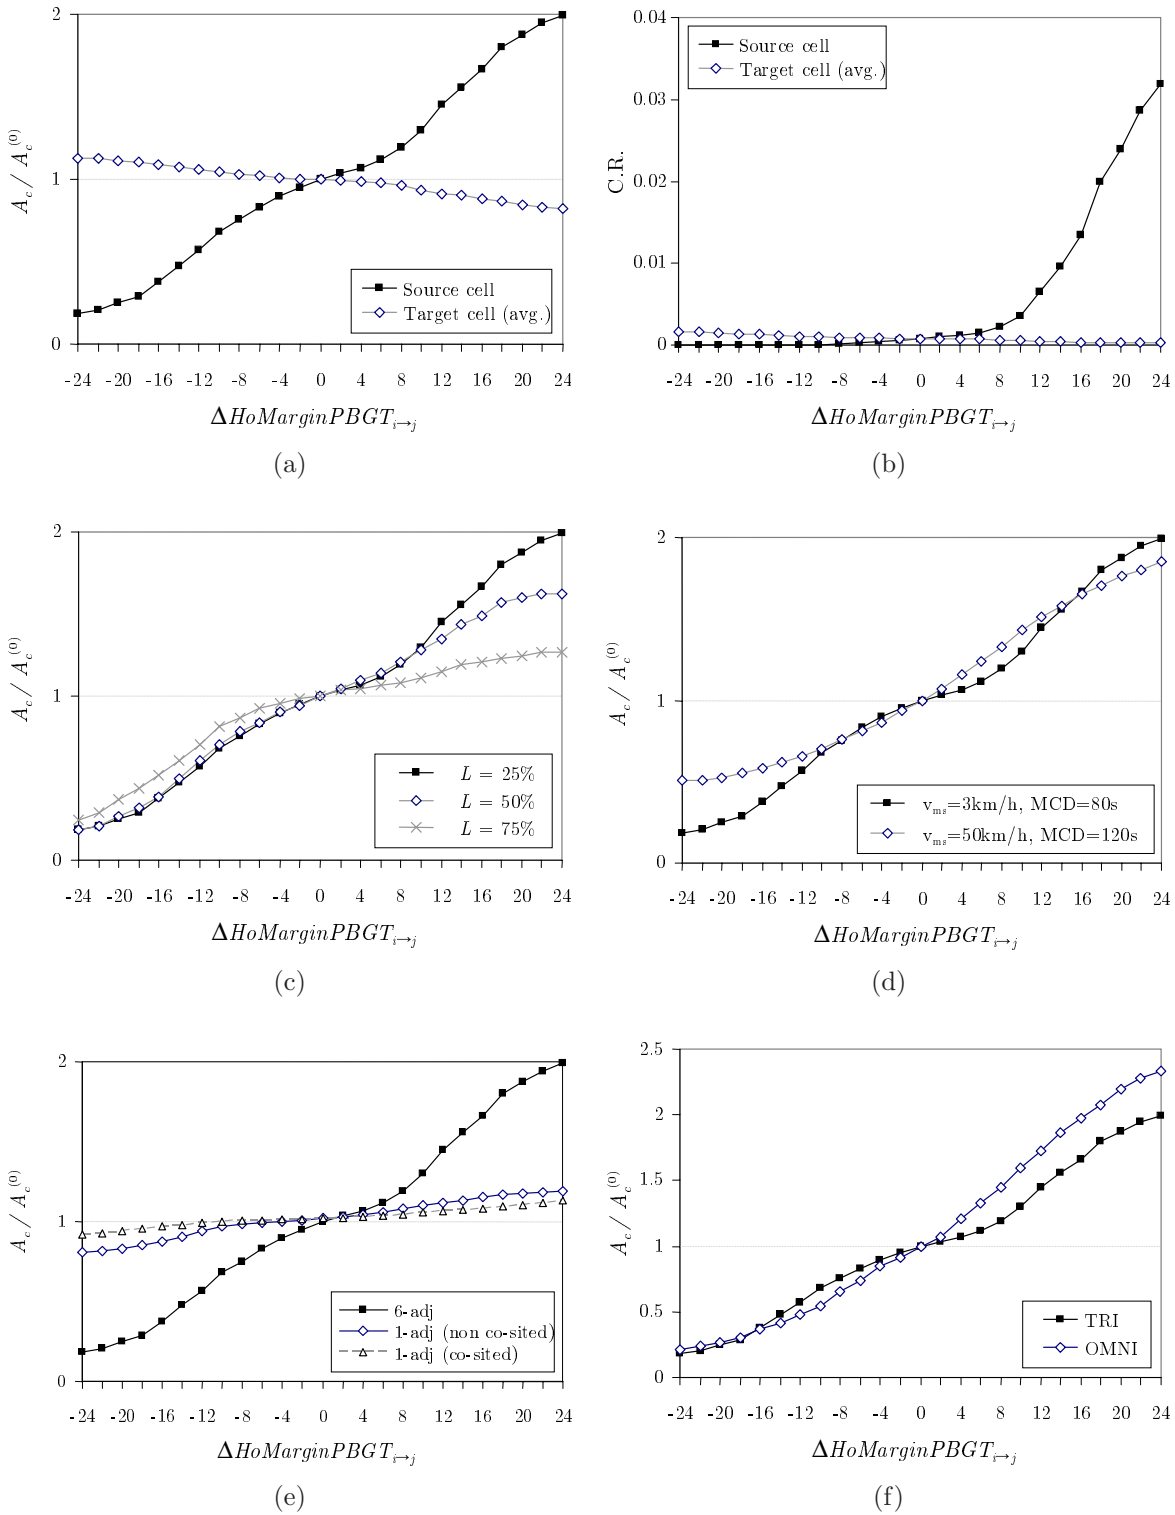 2
1
0
A_c / A_c^(0)
Source cell
Target cell (avg.)
-24 -20 -16 -12 -8 -4 0 4 8 12 16 20 24
ΔHoMarginPBGT_i→j
(a)
0.04
0.03
0.02
0.01
0
C.R.
Source cell
Target cell (avg.)
-24 -20 -16 -12 -8 -4 0 4 8 12 16 20 24
ΔHoMarginPBGT_i→j
(b)
2
1
0
A_c / A_c^(0)
L = 25%
L = 50%
L = 75%
-24 -20 -16 -12 -8 -4 0 4 8 12 16 20 24
ΔHoMarginPBGT_i→j
(c)
2
1
0
A_c / A_c^(0)
v_ms=3km/h, MCD=80s
v_ms=50km/h, MCD=120s
-24 -20 -16 -12 -8 -4 0 4 8 12 16 20 24
ΔHoMarginPBGT_i→j
(d)
2
1
0
A_c / A_c^(0)
6-adj
1-adj (non co-sited)
1-adj (co-sited)
-24 -20 -16 -12 -8 -4 0 4 8 12 16 20 24
ΔHoMarginPBGT_i→j
(e)
2.5
2
1.5
1
0.5
0
A_c / A_c^(0)
TRI
OMNI
-24 -20 -16 -12 -8 -4 0 4 8 12 16 20 24
ΔHoMarginPBGT_i→j
(f)